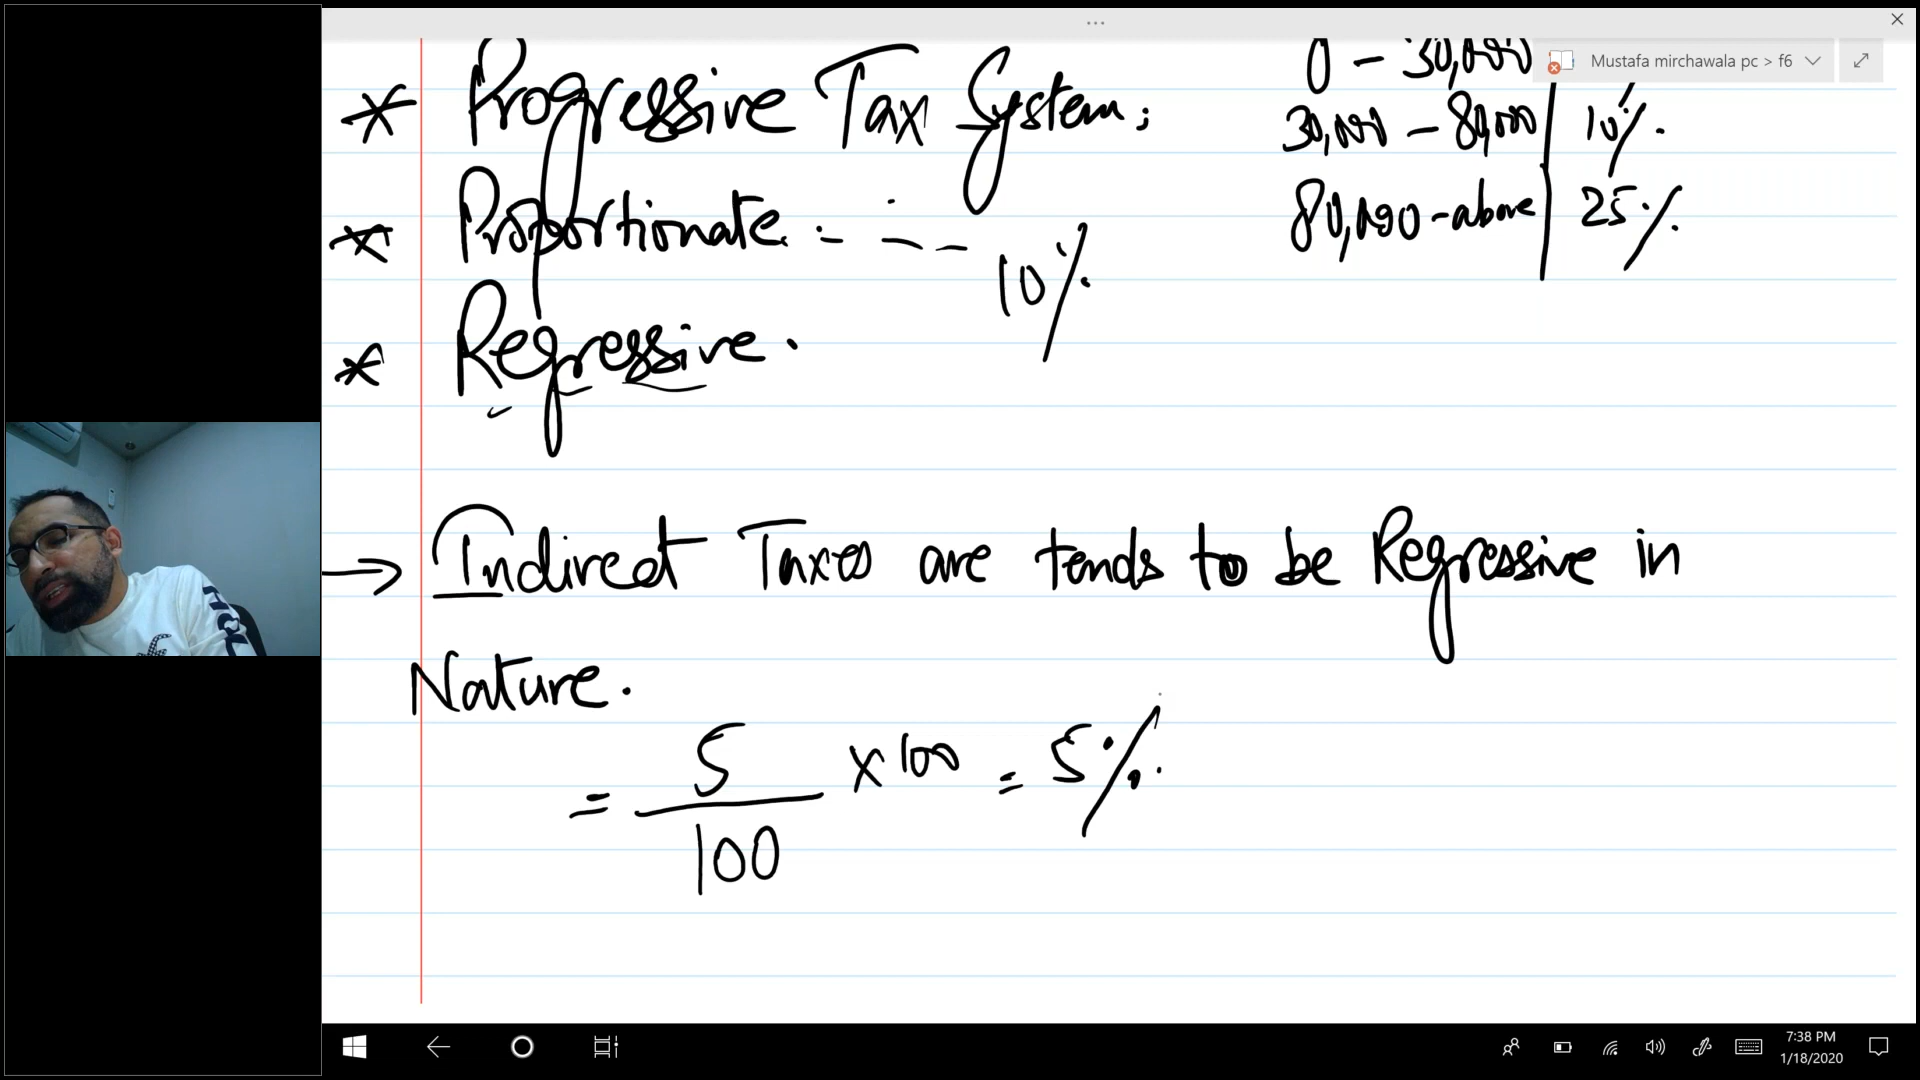 ...
Mustafa mirchawala pc > f6
* Progressive Tax System;
0 - 30,000
30,000 - 80,000 | 10%.
80,000 - above | 25%
* Proportionate. :- - - -
10%
* Regressive.
→ Indirect Taxes are tends to be Regressive in
Nature.
= 5/100 x 100 = 5%.
7:38 PM
1/18/2020